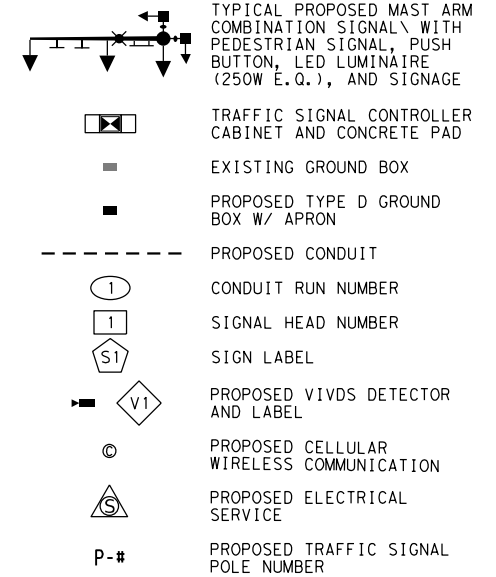 TYPICAL PROPOSED MAST ARM
COMBINATION SIGNAL\ WITH
PEDESTRIAN SIGNAL, PUSH
BUTTON, LED LUMINAIRE
(250W E.Q.), AND SIGNAGE
TRAFFIC SIGNAL CONTROLLER
CABINET AND CONCRETE PAD
EXISTING GROUND BOX
PROPOSED TYPE D GROUND
BOX W/ APRON
PROPOSED CONDUIT
1 CONDUIT RUN NUMBER
1 SIGNAL HEAD NUMBER
S1 SIGN LABEL
V1 PROPOSED VIVDS DETECTOR
AND LABEL
© PROPOSED CELLULAR
WIRELESS COMMUNICATION
S PROPOSED ELECTRICAL
SERVICE
P-# PROPOSED TRAFFIC SIGNAL
POLE NUMBER